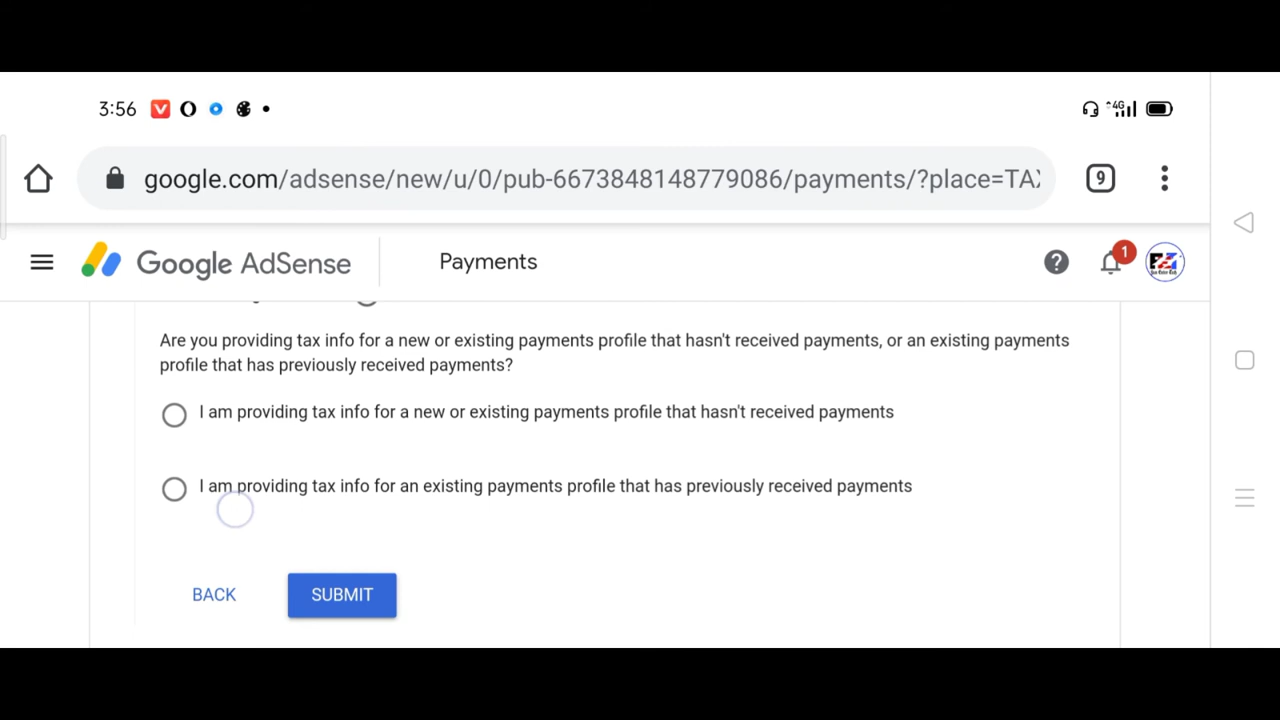 3:56
4G
google.com/adsense/new/u/0/pub-6673848148779086/payments/?place=TAX
9
Google AdSense
Payments
1
Are you providing tax info for a new or existing payments profile that hasn't received payments, or an existing payments
profile that has previously received payments?
I am providing tax info for a new or existing payments profile that hasn't received payments
I am providing tax info for an existing payments profile that has previously received payments
BACK
SUBMIT